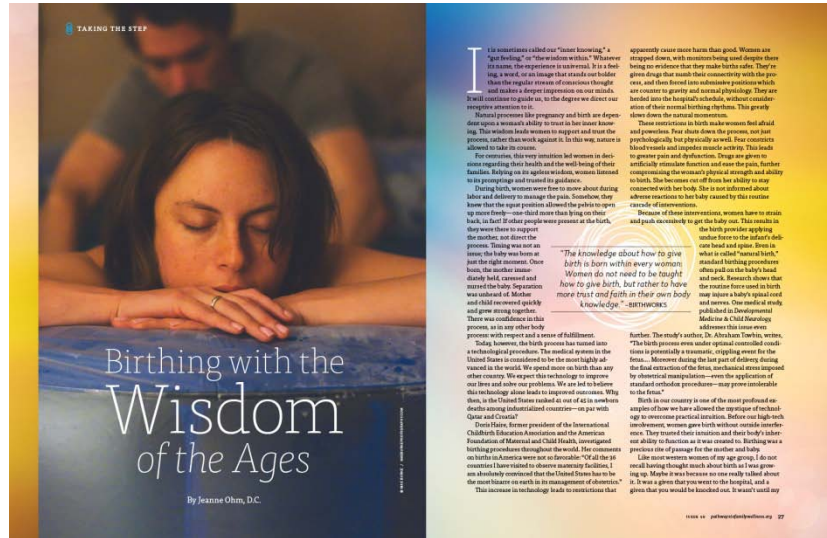 TAKING THE STEP
Birthing with the
Wisdom
of the Ages
By Jeanne Ohm, D.C.
It is sometimes called our "inner knowing," a
"gut feeling," or "the wisdom within." Whatever
its name, the experience is universal. It is a feel-
ing, a word, or an image that stands out bolder
than the regular stream of conscious thought
and makes a deeper impression on our minds.
It will continue to guide us, to the degree we direct our
receptive attention to it.
Natural processes like pregnancy and birth are depen-
dent upon a woman's ability to trust in her inner know-
ing. This wisdom leads women to support and trust the
process, rather than work against it. In this way, nature is
allowed to take its course.
For centuries, this very intuition led women in deci-
sions regarding their health and the well-being of their
families. Relying on its ageless wisdom, women listened
to its promptings and trusted its guidance.
During birth, women were free to move about during
labor and delivery to manage the pain. Somehow, they
knew that the squat position allowed the pelvis to open
up more freely—one-third more than lying on their
back, in fact! If other people were present at the birth,
they were there to support
the mother, not direct the
process. Timing was not an
issue; the baby was born at
just the right moment. Once
born, the mother imme-
diately held, caressed and
nursed the baby. Separation
was unheard of. Mother
and child recovered quickly
and grew strong together.
There was confidence in this
process, as in any other body
process: with respect and a sense of fulfillment.
Today, however, the birth process has turned into
a technological procedure. The medical system in the
United States is considered to be the most highly ad-
vanced in the world. We spend more on birth than any
other country. We expect this technology to improve
our lives and solve our problems. We are led to believe
this technology alone leads to improved outcomes. Why
then, is the United States ranked at out of at in newborn
deaths among industrialized countries—on par with
Qatar and Croatia?
Doris Haire, former president of the International
Childbirth Education Association and the American
Foundation of Maternal and Child Health, investigated
birthing procedures throughout the world. Her comments
on births in America were not so favorable: "Of all the 36
countries I have visited to observe maternity facilities, I
am absolutely convinced that the United States has to be
the most bizarre on earth in its management of obstetrics."
This increase in technology leads to restrictions that
"The knowledge about how to give
birth is born within every woman:
Women do not need to be taught
how to give birth, but rather to have
more trust and faith in their own body
knowledge." –BIRTHWORKS
apparently cause more harm than good. Women are
strapped down, with monitors being used despite there
being no evidence that they make births safer. They're
given drugs that numb their connectivity with the pro-
cess, and then forced into submissive positions which
are counter to gravity and normal physiology. They are
herded into the hospital's schedule, without consider-
ation of their normal birthing rhythms. This greatly
slows down the natural momentum.
These restrictions in birth make women feel afraid
and powerless. Fear shuts down the process, not just
psychologically, but physically as well. Fear constricts
blood vessels and impedes muscle activity. This leads
to greater pain and dysfunction. Drugs are given to
artificially stimulate function and ease the pain, further
compromising the woman's physical strength and ability
to birth. She becomes cut off from her ability to stay
connected with her body. She is not informed about
adverse reactions to her baby caused by this routine
cascade of interventions.
Because of these interventions, women have to strain
and push excessively to get the baby out. This results in
the birth provider applying
undue force to the infant's deli-
cate head and spine. Even in
what is called "natural birth,"
standard birthing procedures
often pull on the baby's head
and neck. Research shows that
the routine force used in birth
may injure a baby's spinal cord
and nerves. One medical study,
published in Developmental
Medicine & Child Neurology,
addresses this issue even
further. The study's author, Dr. Abraham Towbin, writes,
"The birth process even under optimal controlled condi-
tions is potentially a traumatic, crippling event for the
fetus.... Moreover during the last part of delivery during
the final extraction of the fetus, mechanical stress imposed
by obstetrical manipulation—even the application of
standard orthodox procedures—may prove intolerable
to the fetus."
Birth in our country is one of the most profound ex-
amples of how we have allowed the mystique of technol-
ogy to overcome practical intuition. Before our high-tech
involvement, women gave birth without outside interfer-
ence. They trusted their intuition and their body's inher-
ent ability to function as it was created to. Birthing was a
precious rite of passage for the mother and baby.
Like most western women of my age group, I do not
recall having thought much about birth as I was grow-
ing up. Maybe it was because no one really talked about
it. It was a given that you went to the hospital, and a
given that you would be knocked out. It wasn't until my
pathwaystofamilywellness.org 27